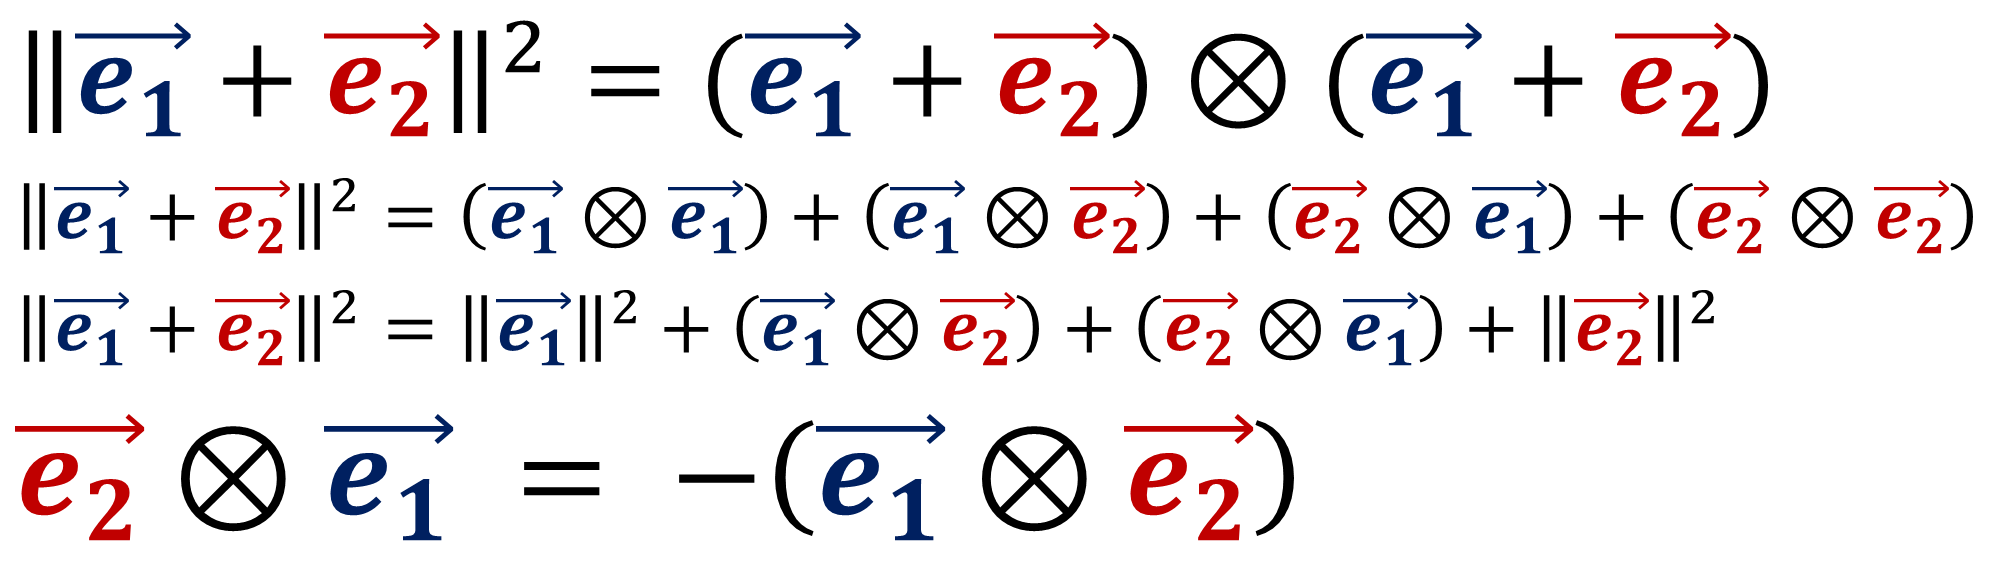 ‖e₁⃗ + e₂⃗‖² = (e₁⃗ + e₂⃗) ⊗ (e₁⃗ + e₂⃗)
‖e₁⃗ + e₂⃗‖² = (e₁⃗ ⊗ e₁⃗) + (e₁⃗ ⊗ e₂⃗) + (e₂⃗ ⊗ e₁⃗) + (e₂⃗ ⊗ e₂⃗)
‖e₁⃗ + e₂⃗‖² = ‖e₁⃗‖² + (e₁⃗ ⊗ e₂⃗) + (e₂⃗ ⊗ e₁⃗) + ‖e₂⃗‖²
e₂⃗ ⊗ e₁⃗ = −(e₁⃗ ⊗ e₂⃗)